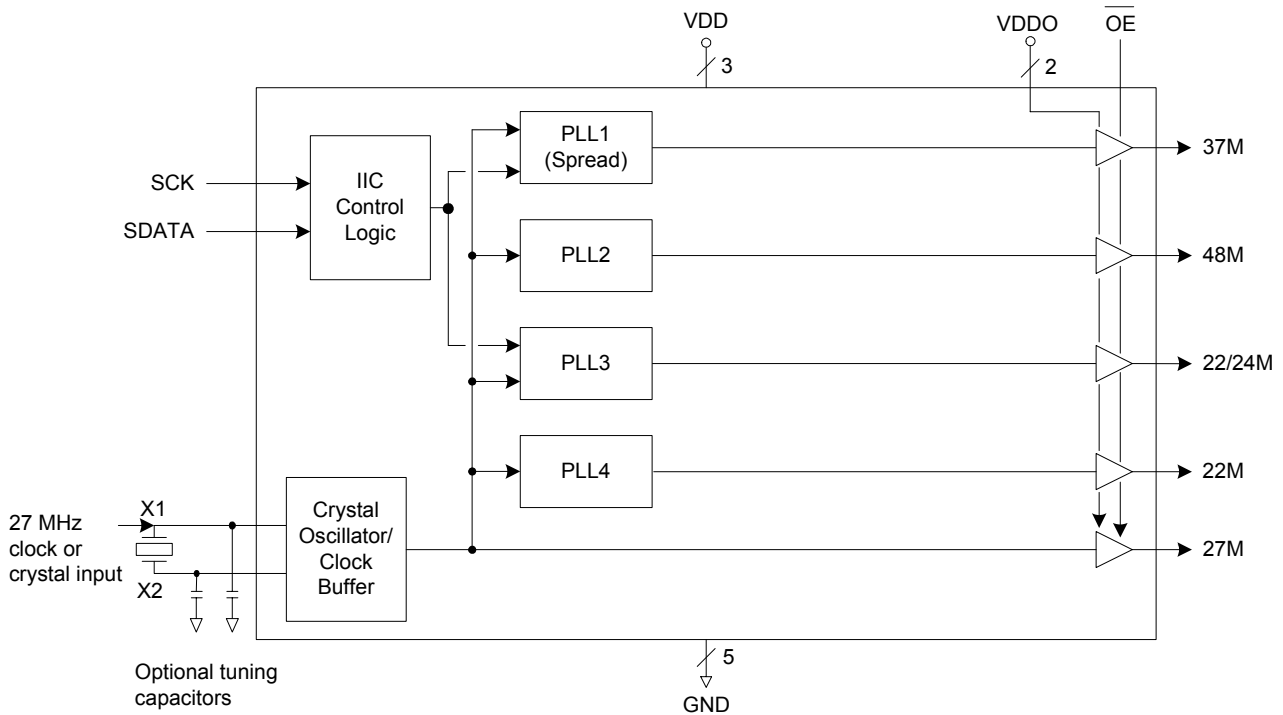 VDD
VDDO
OE
3
2
PLL1
(Spread)
37M
SCK
SDATA
IIC
Control
Logic
PLL2
48M
PLL3
22/24M
PLL4
22M
27 MHz
clock or
crystal input
X1
X2
Crystal
Oscillator/
Clock
Buffer
27M
Optional tuning
capacitors
5
GND